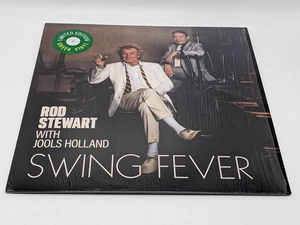 LIMITED EDITION
GREEN VINYL
ROD
STEWART
WITH
JOOLS HOLLAND
SWING FEVER